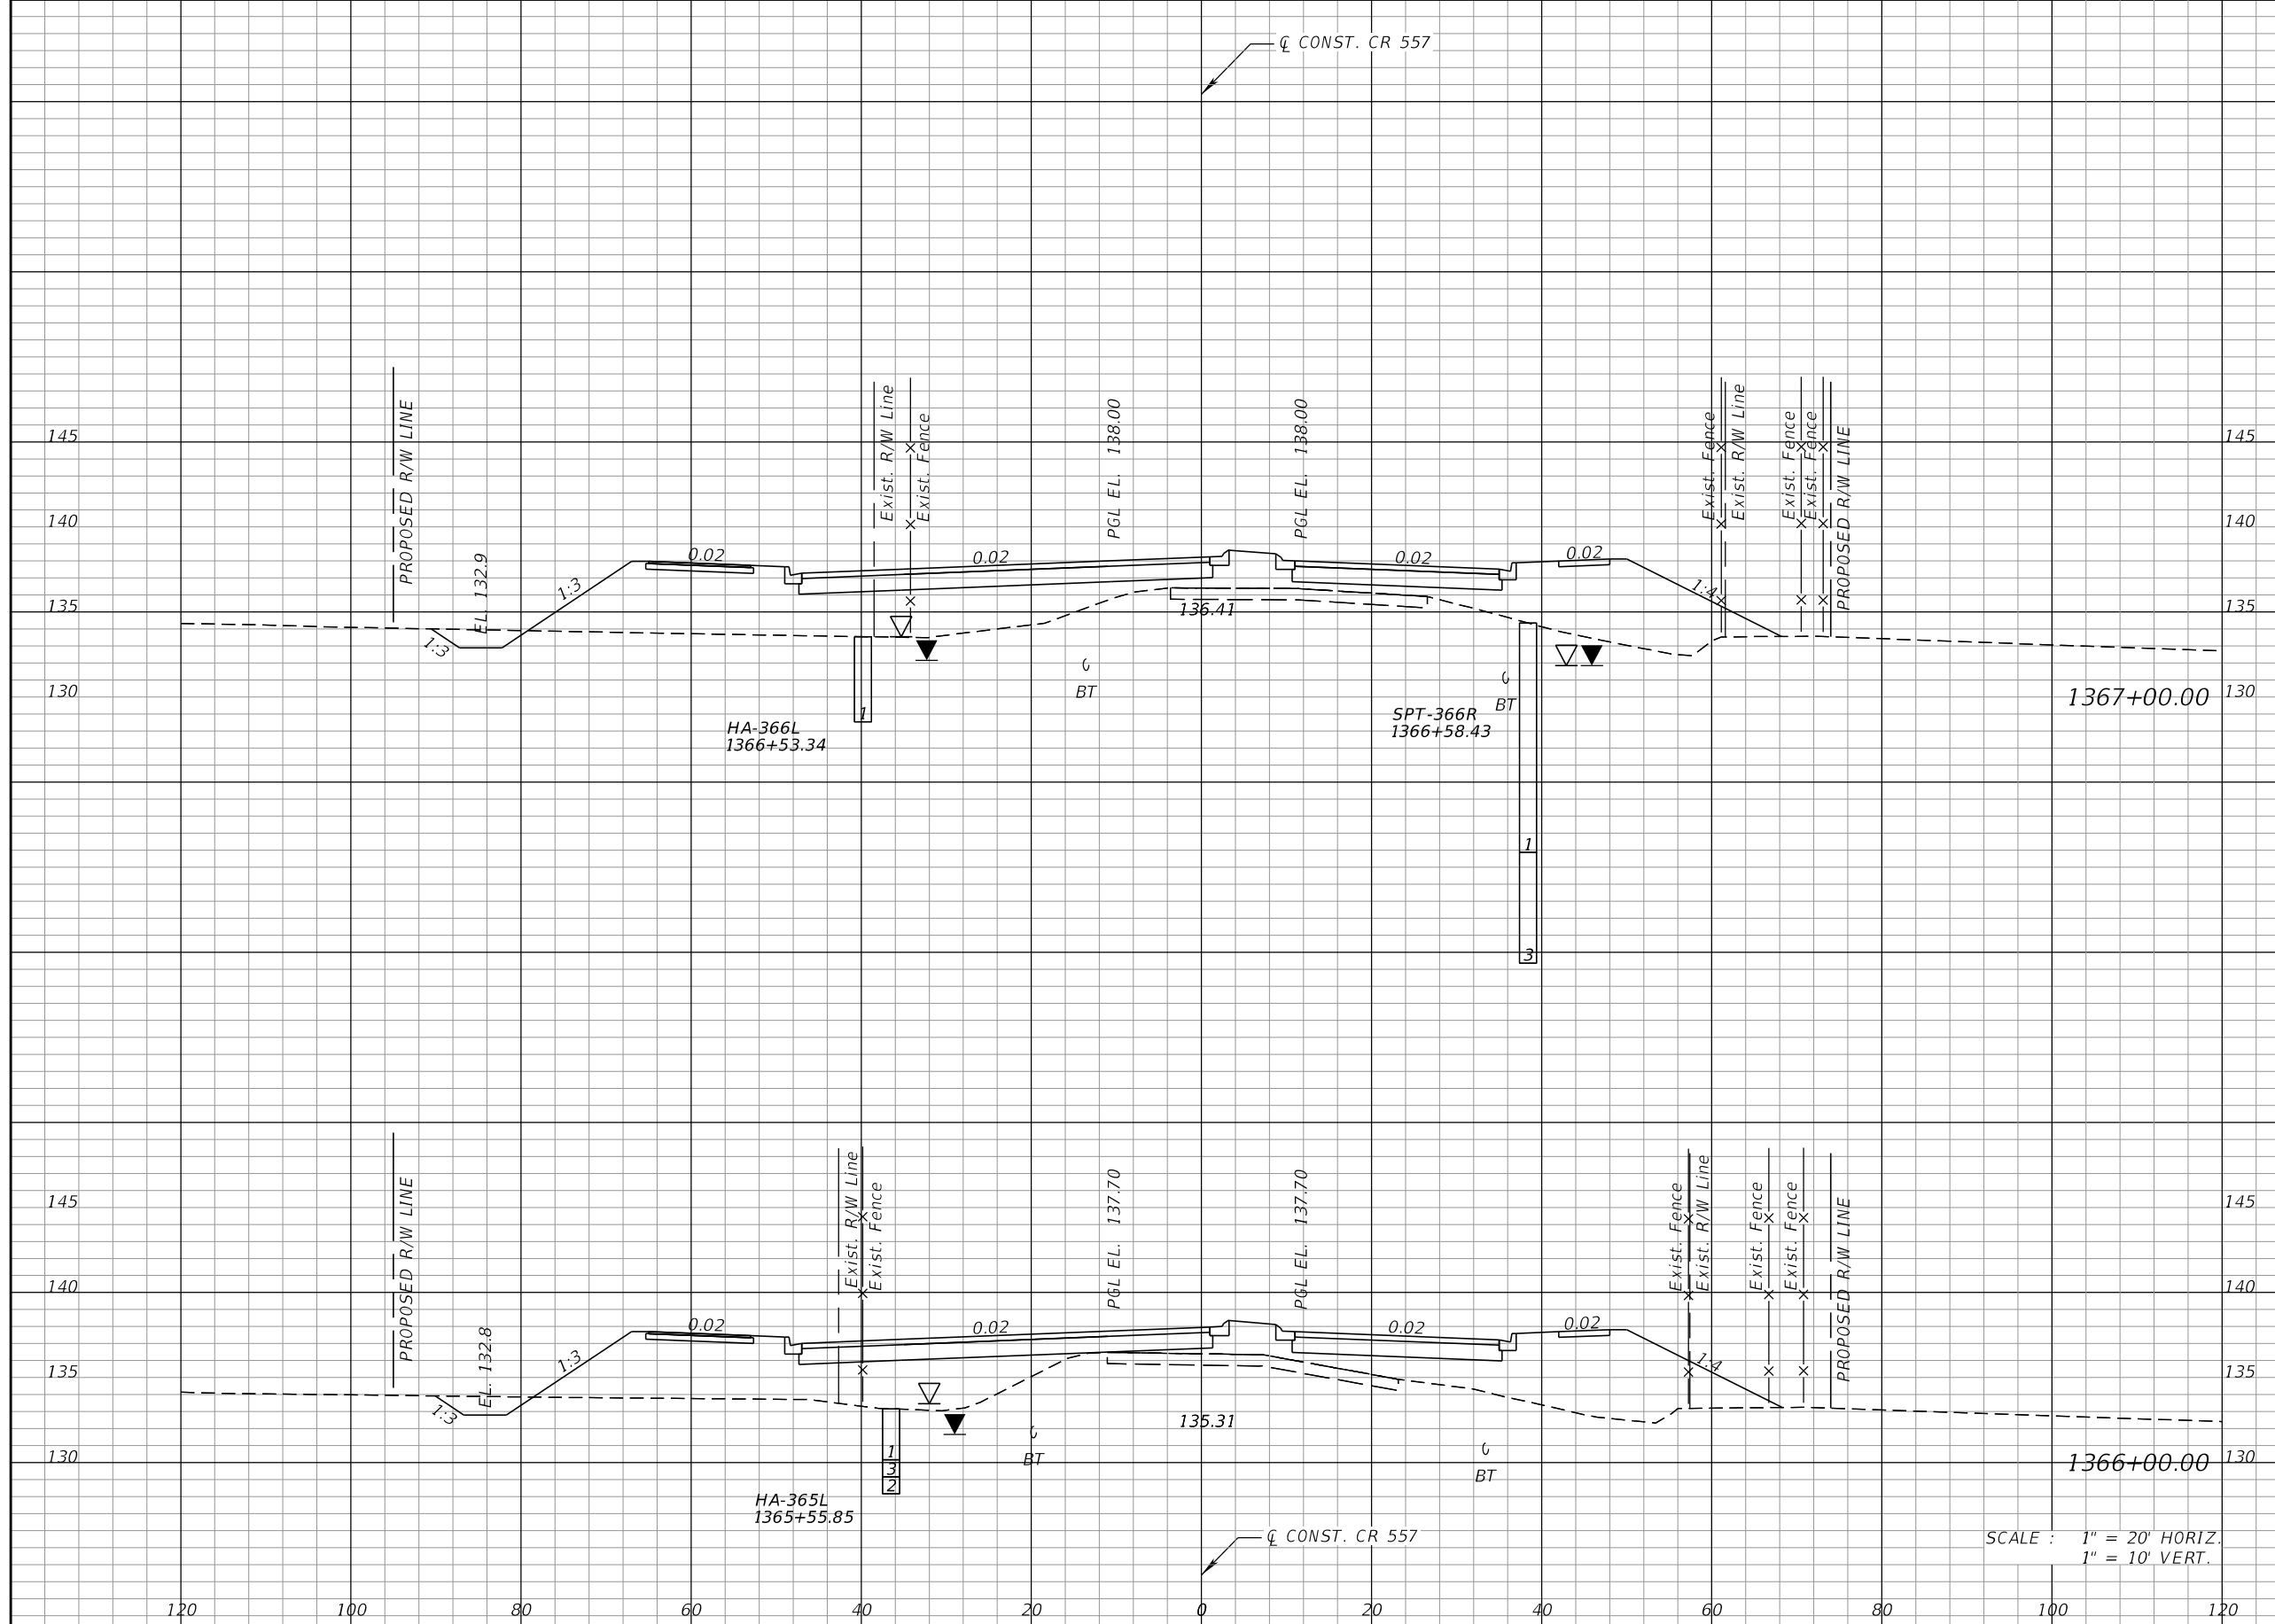 ℄ CONST. CR 557
PROPOSED R/W LINE
Exist. R/W Line
Exist. Fence
PGL EL. 138.00
PGL EL. 138.00
Exist. Fence
Exist. R/W Line
Exist. Fence
Exist. Fence
PROPOSED R/W LINE
145
145
140
140
EL. 132.9
0.02
0.02
0.02
0.02
1:3
1:4
135
136.41
135
1:3
130
BT
BT
1367+00.00
130
HA-366L
1366+53.34
1
SPT-366R
1366+58.43
1
3
PROPOSED R/W LINE
Exist. R/W Line
Exist. Fence
PGL EL. 137.70
PGL EL. 137.70
Exist. Fence
Exist. R/W Line
Exist. Fence
Exist. Fence
PROPOSED R/W LINE
145
145
140
140
EL. 132.8
0.02
0.02
0.02
0.02
1:3
1:4
135
135
1:3
135.31
130
1
3
2
BT
BT
1366+00.00
130
HA-365L
1365+55.85
℄ CONST. CR 557
SCALE : 1" = 20' HORIZ.
1" = 10' VERT.
120 100 80 60 40 20 0 20 40 60 80 100 120